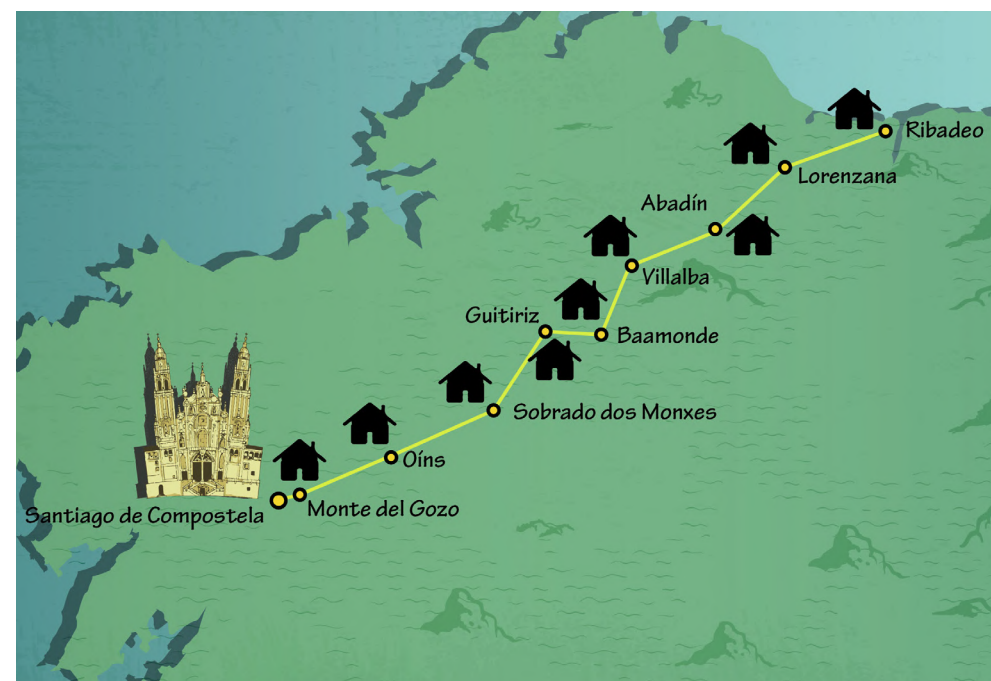 Ribadeo
Lorenzana
Abadín
Villalba
Guitiriz
Baamonde
Sobrado dos Monxes
Oíns
Monte del Gozo
Santiago de Compostela